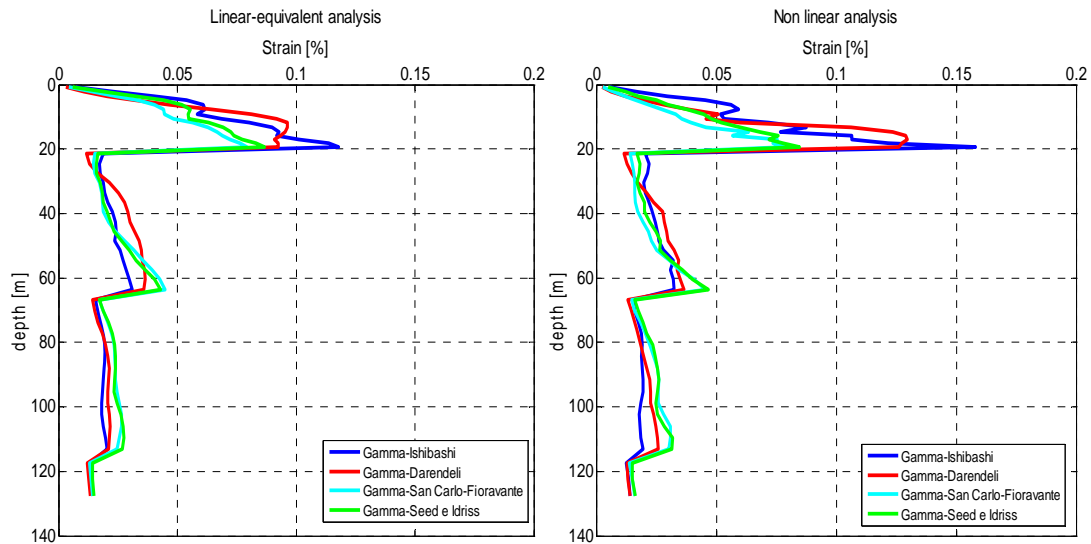 Linear-equivalent analysis
Strain [%]
0 0.05 0.1 0.15 0.2
0
20
40
60
80
100
120
140
depth [m]
Gamma-Ishibashi
Gamma-Darendeli
Gamma-San Carlo-Fioravante
Gamma-Seed e Idriss
Non linear analysis
Strain [%]
0 0.05 0.1 0.15 0.2
0
20
40
60
80
100
120
140
depth [m]
Gamma-Ishibashi
Gamma-Darendeli
Gamma-San Carlo-Fioravante
Gamma-Seed e Idriss